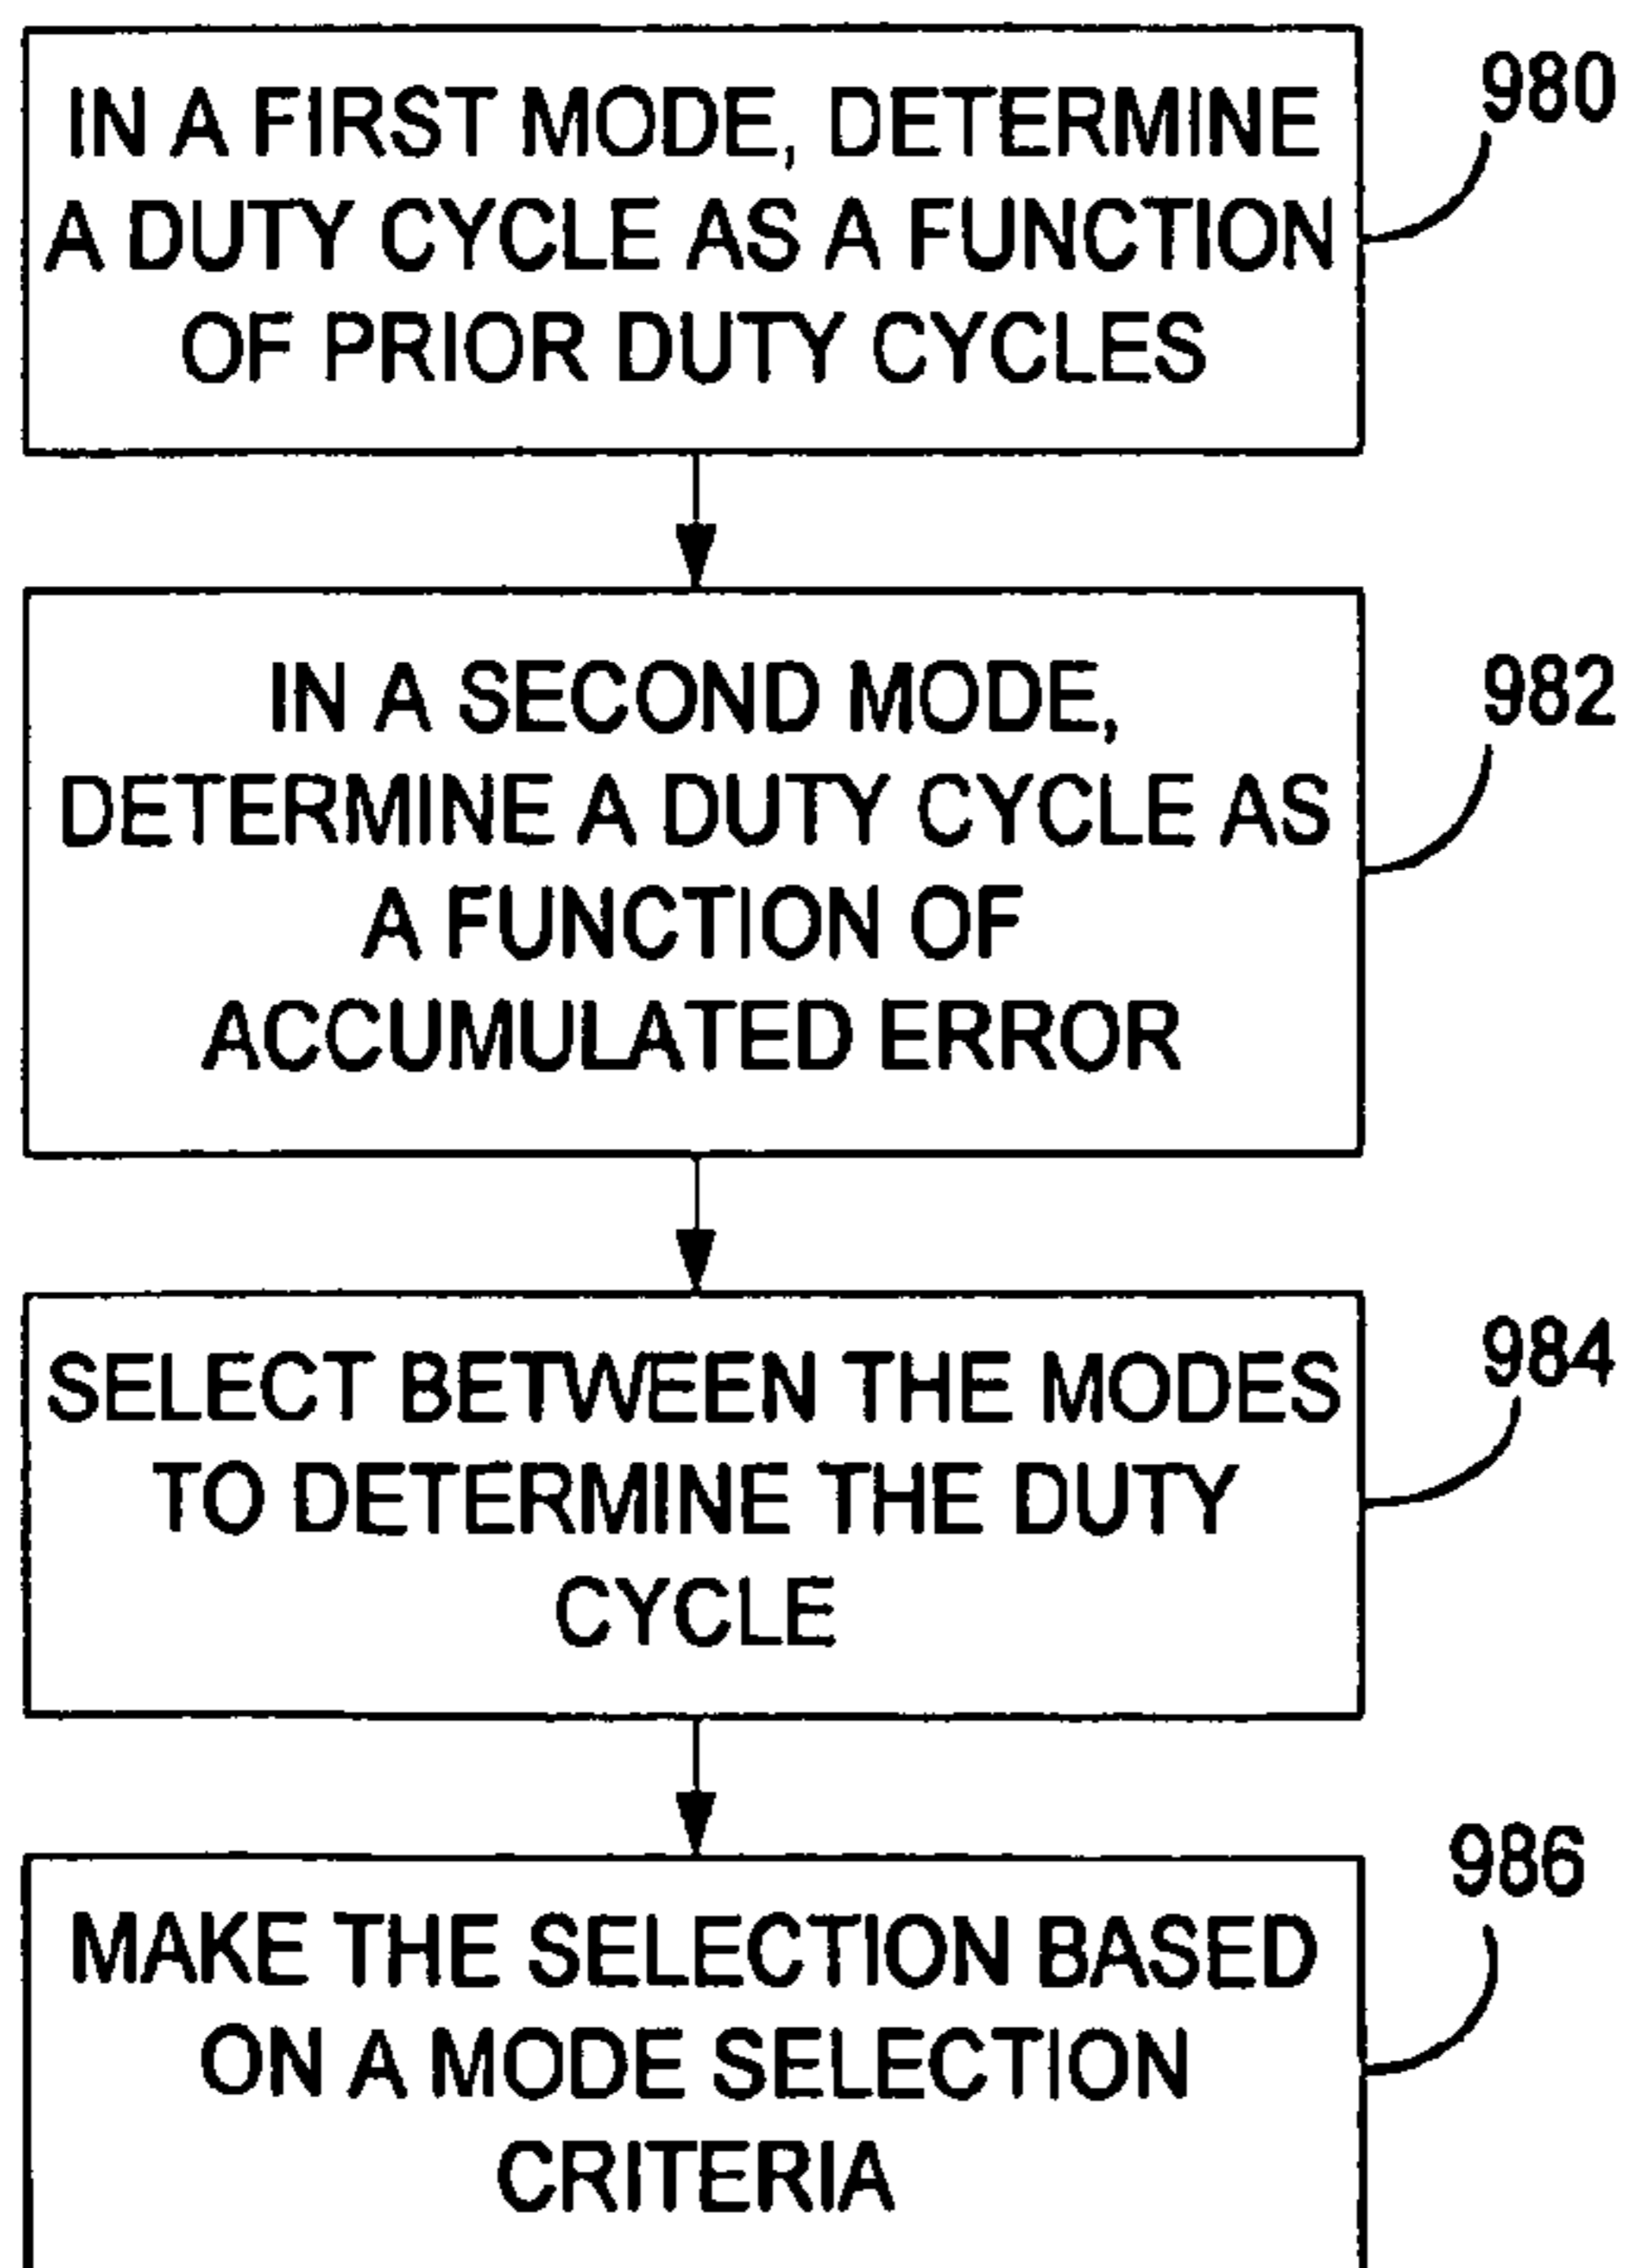 980
IN A FIRST MODE, DETERMINE
A DUTY CYCLE AS A FUNCTION
OF PRIOR DUTY CYCLES
982
IN A SECOND MODE,
DETERMINE A DUTY CYCLE AS
A FUNCTION OF
ACCUMULATED ERROR
984
SELECT BETWEEN THE MODES
TO DETERMINE THE DUTY
CYCLE
986
MAKE THE SELECTION BASED
ON A MODE SELECTION
CRITERIA